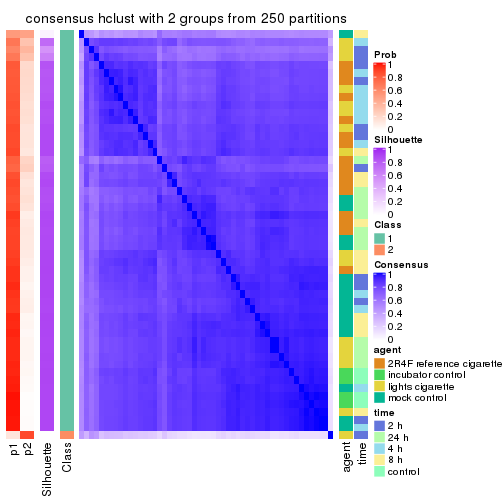 consensus hclust with 2 groups from 250 partitions
Prob
1
0.8
0.6
0.4
0.2
0
Silhouette
1
0.8
0.6
0.4
0.2
0
Class
1
2
Consensus
1
0.8
0.6
0.4
0.2
0
agent
2R4F reference cigarette
incubator control
lights cigarette
mock control
time
2 h
24 h
4 h
8 h
control
p1
p2
Silhouette
Class
agent
time